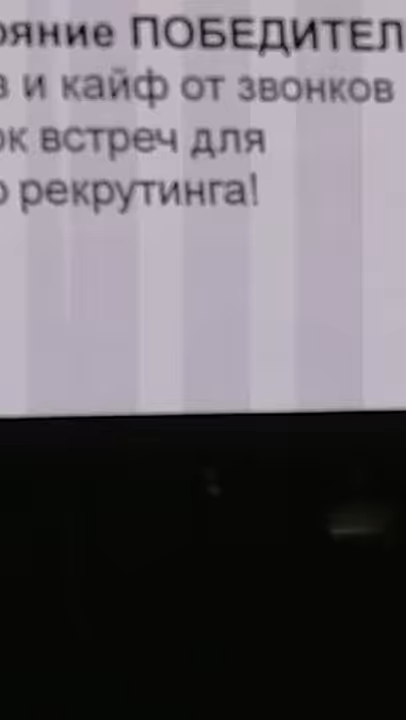 ояние ПОБЕДИТЕЛ
в и кайф от звонков
ок встреч для
о рекрутинга!